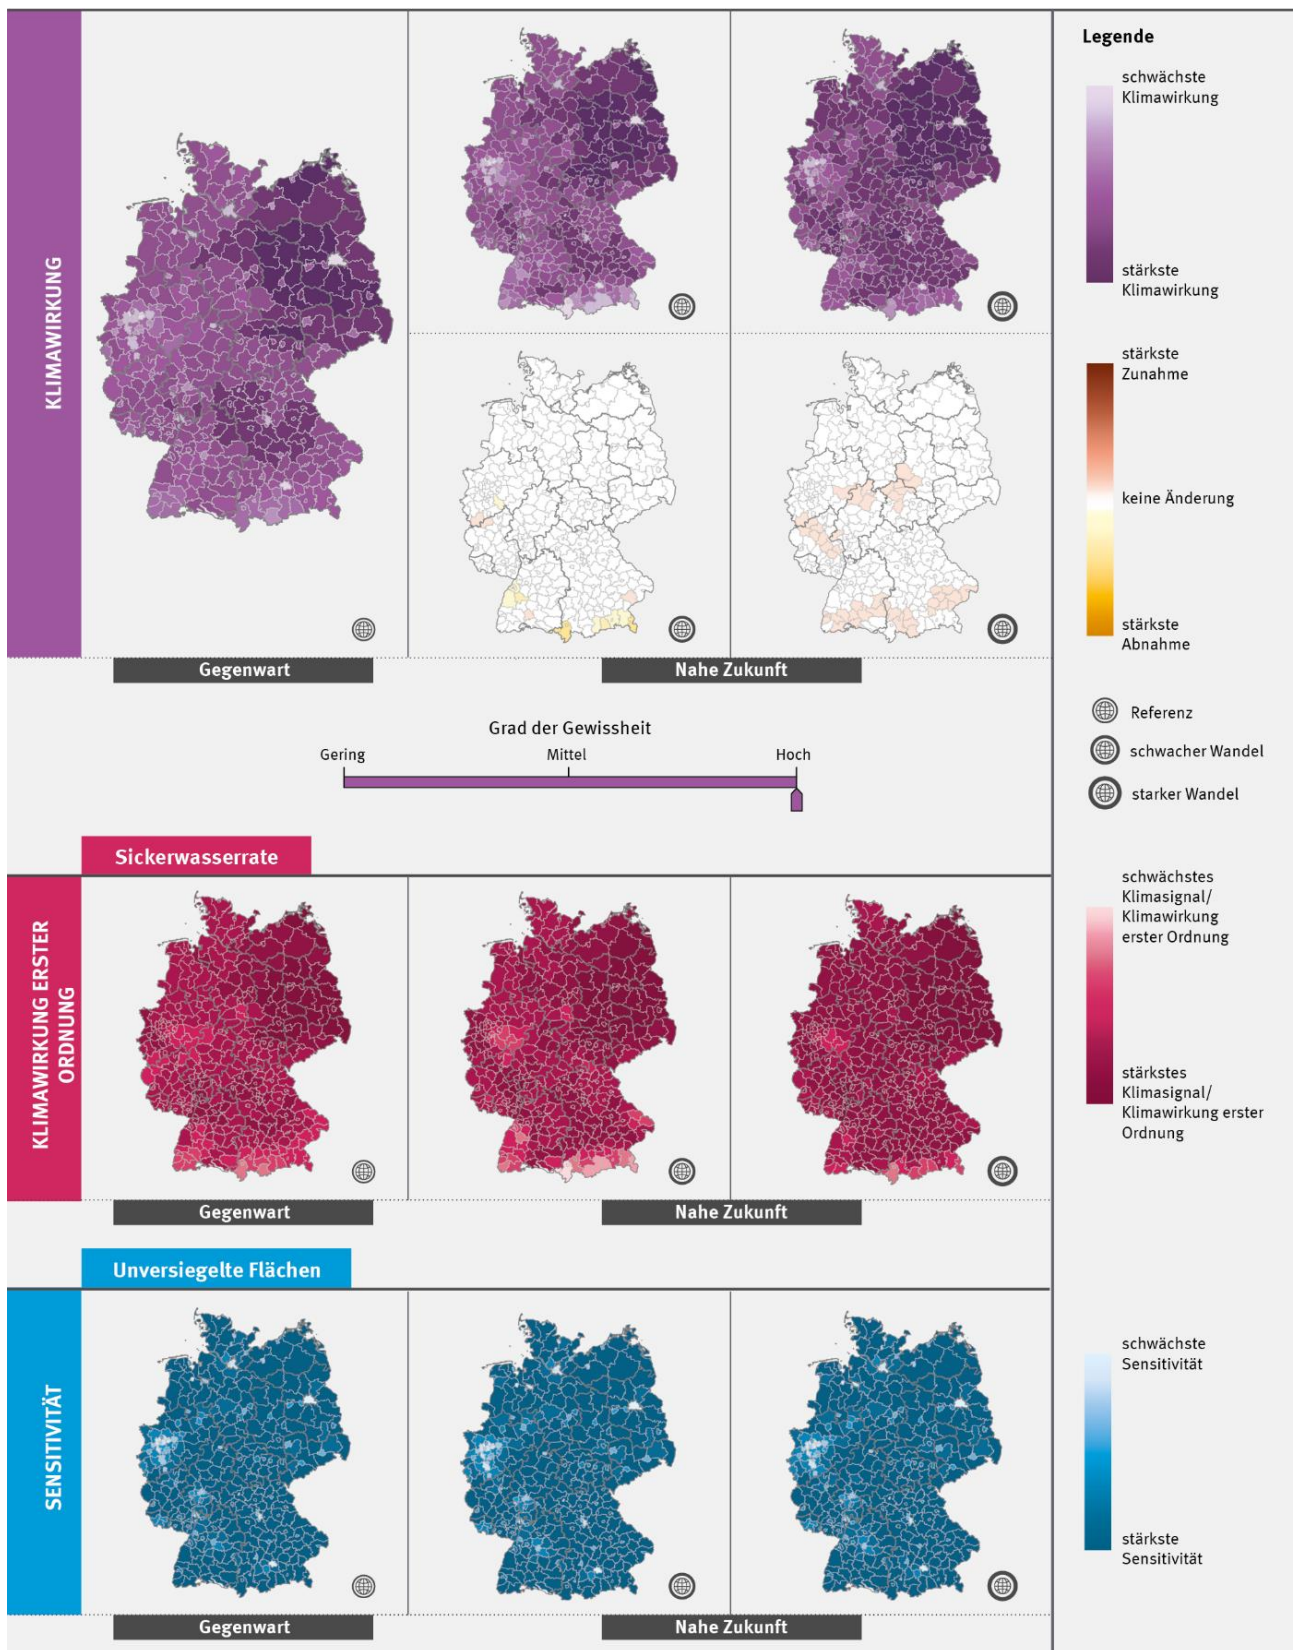 KLIMAWIRKUNG
Gegenwart
Nahe Zukunft
Grad der Gewissheit
Gering
Mittel
Hoch
Sickerwasserrate
KLIMAWIRKUNG ERSTER
ORDNUNG
Gegenwart
Nahe Zukunft
Unversiegelte Flächen
SENSITIVITÄT
Gegenwart
Nahe Zukunft
Legende
schwächste
Klimawirkung
stärkste
Klimawirkung
stärkste
Zunahme
keine Änderung
stärkste
Abnahme
Referenz
schwacher Wandel
starker Wandel
schwächstes
Klimasignal/
Klimawirkung
erster Ordnung
stärkstes
Klimasignal/
Klimawirkung erster
Ordnung
schwächste
Sensitivität
stärkste
Sensitivität